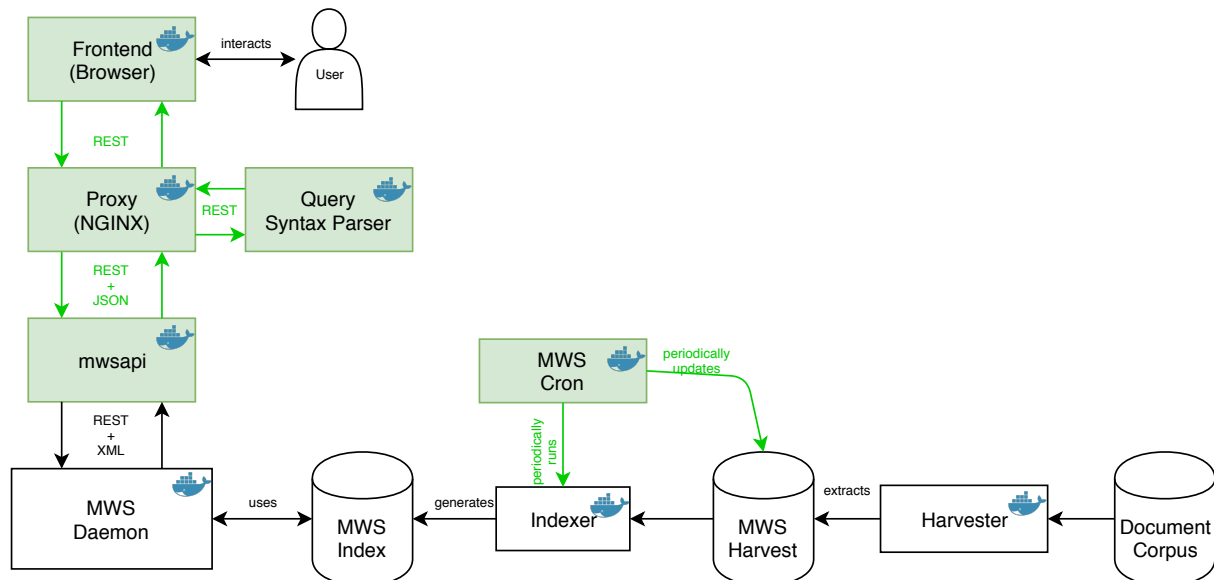 Frontend
(Browser)
interacts
User
REST
Proxy
(NGINX)
REST
Query
Syntax Parser
REST
+
JSON
mwsapi
MWS
Cron
periodically
updates
REST
+
XML
periodically
runs
MWS
Daemon
uses
MWS
Index
generates
Indexer
MWS
Harvest
extracts
Harvester
Document
Corpus